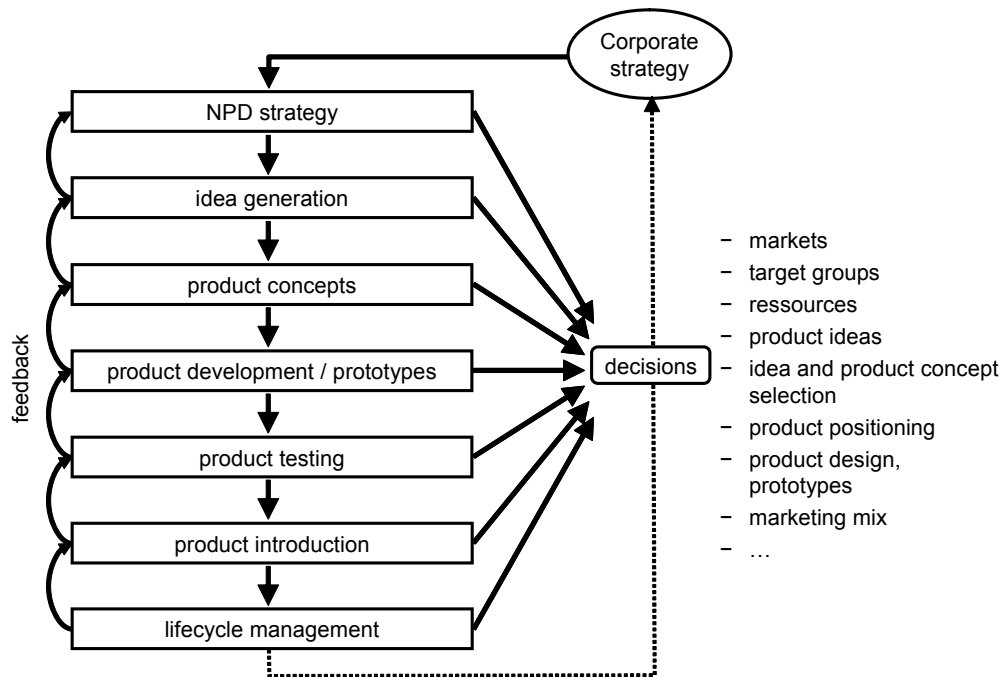 Corporate
strategy
NPD strategy
idea generation
product concepts
product development / prototypes
product testing
product introduction
lifecycle management
feedback
decisions
− markets
− target groups
− ressources
− product ideas
− idea and product concept
selection
− product positioning
− product design,
prototypes
− marketing mix
− …